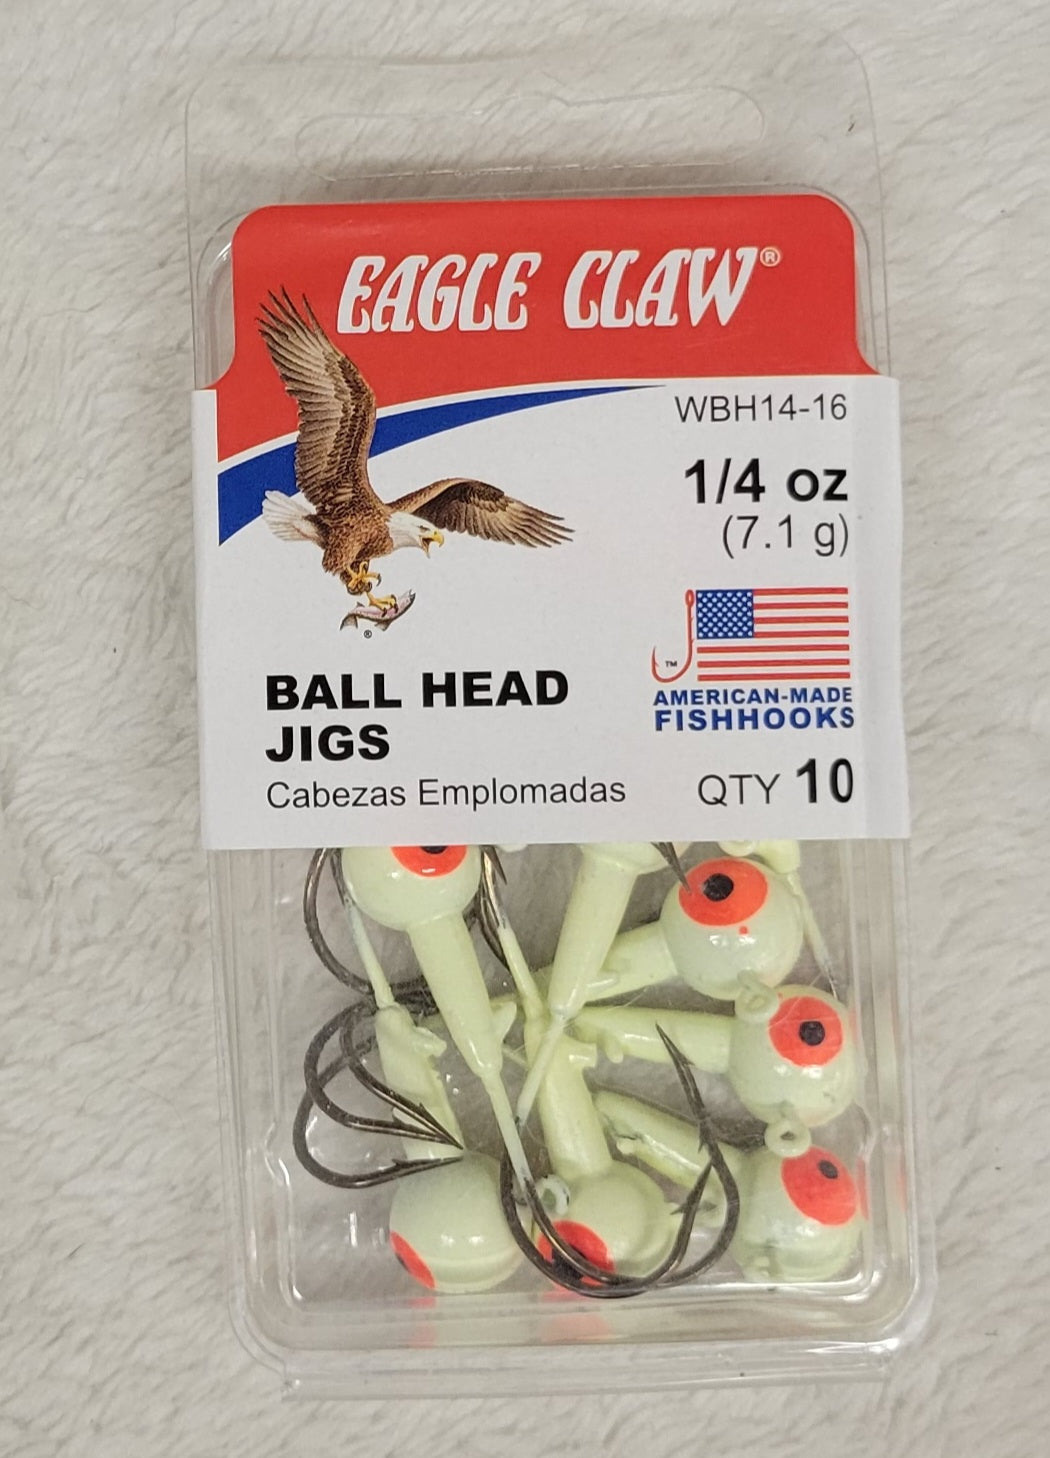 EAGLE CLAW®
WBH14-16
1/4 oz
(7.1 g)
®
™
AMERICAN-MADE
FISHHOOKS
BALL HEAD
JIGS
Cabezas Emplomadas
QTY 10